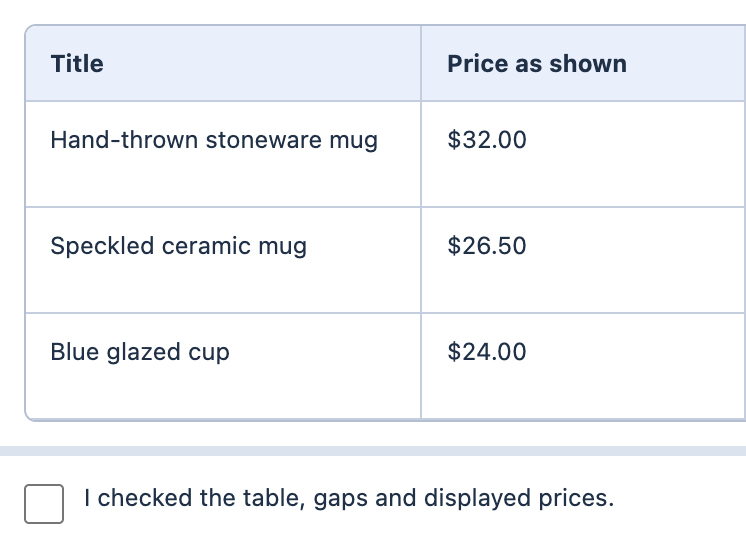 Title Price as shown
Hand-thrown stoneware mug $32.00
Speckled ceramic mug $26.50
Blue glazed cup $24.00
I checked the table, gaps and displayed prices.